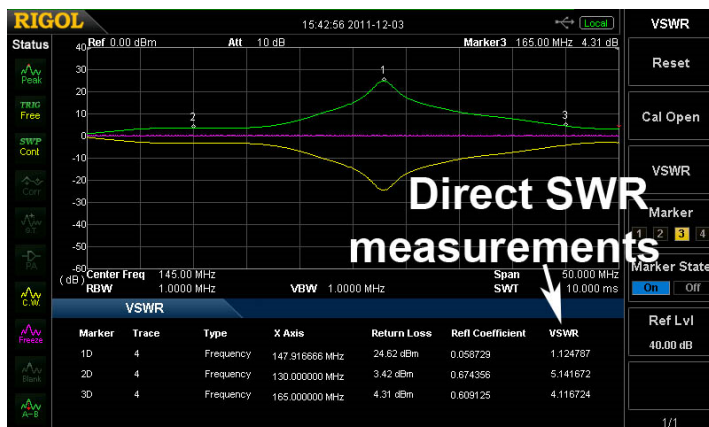 RIGOL 15:42:56 2011-12-03 Local VSWR
Status Ref 0.00 dBm Att 10 dB Marker3 165.00 MHz 4.31 dB
40
30
20
10
0
-10
-20
-30
-40
-50
-60
(dB)
1
2
3
Peak
TRIG
Free
SWP
Cont
Corr
PA
C.W.
Freeze
Blank
A-B
Direct SWR
measurements
Center Freq 145.00 MHz Span 50.000 MHz
RBW 1.0000 MHz VBW 1.0000 MHz SWT 10.000 ms
VSWR
Marker Trace Type X Axis Return Loss Refl Coefficient VSWR
1D 4 Frequency 147.916666 MHz 24.62 dBm 0.058729 1.124787
2D 4 Frequency 130.000000 MHz 3.42 dBm 0.674356 5.141672
3D 4 Frequency 165.000000 MHz 4.31 dBm 0.609125 4.116724
Reset
Cal Open
VSWR
Marker
1 2 3 4
Marker State
On Off
Ref Lvl
40.00 dB
1/1